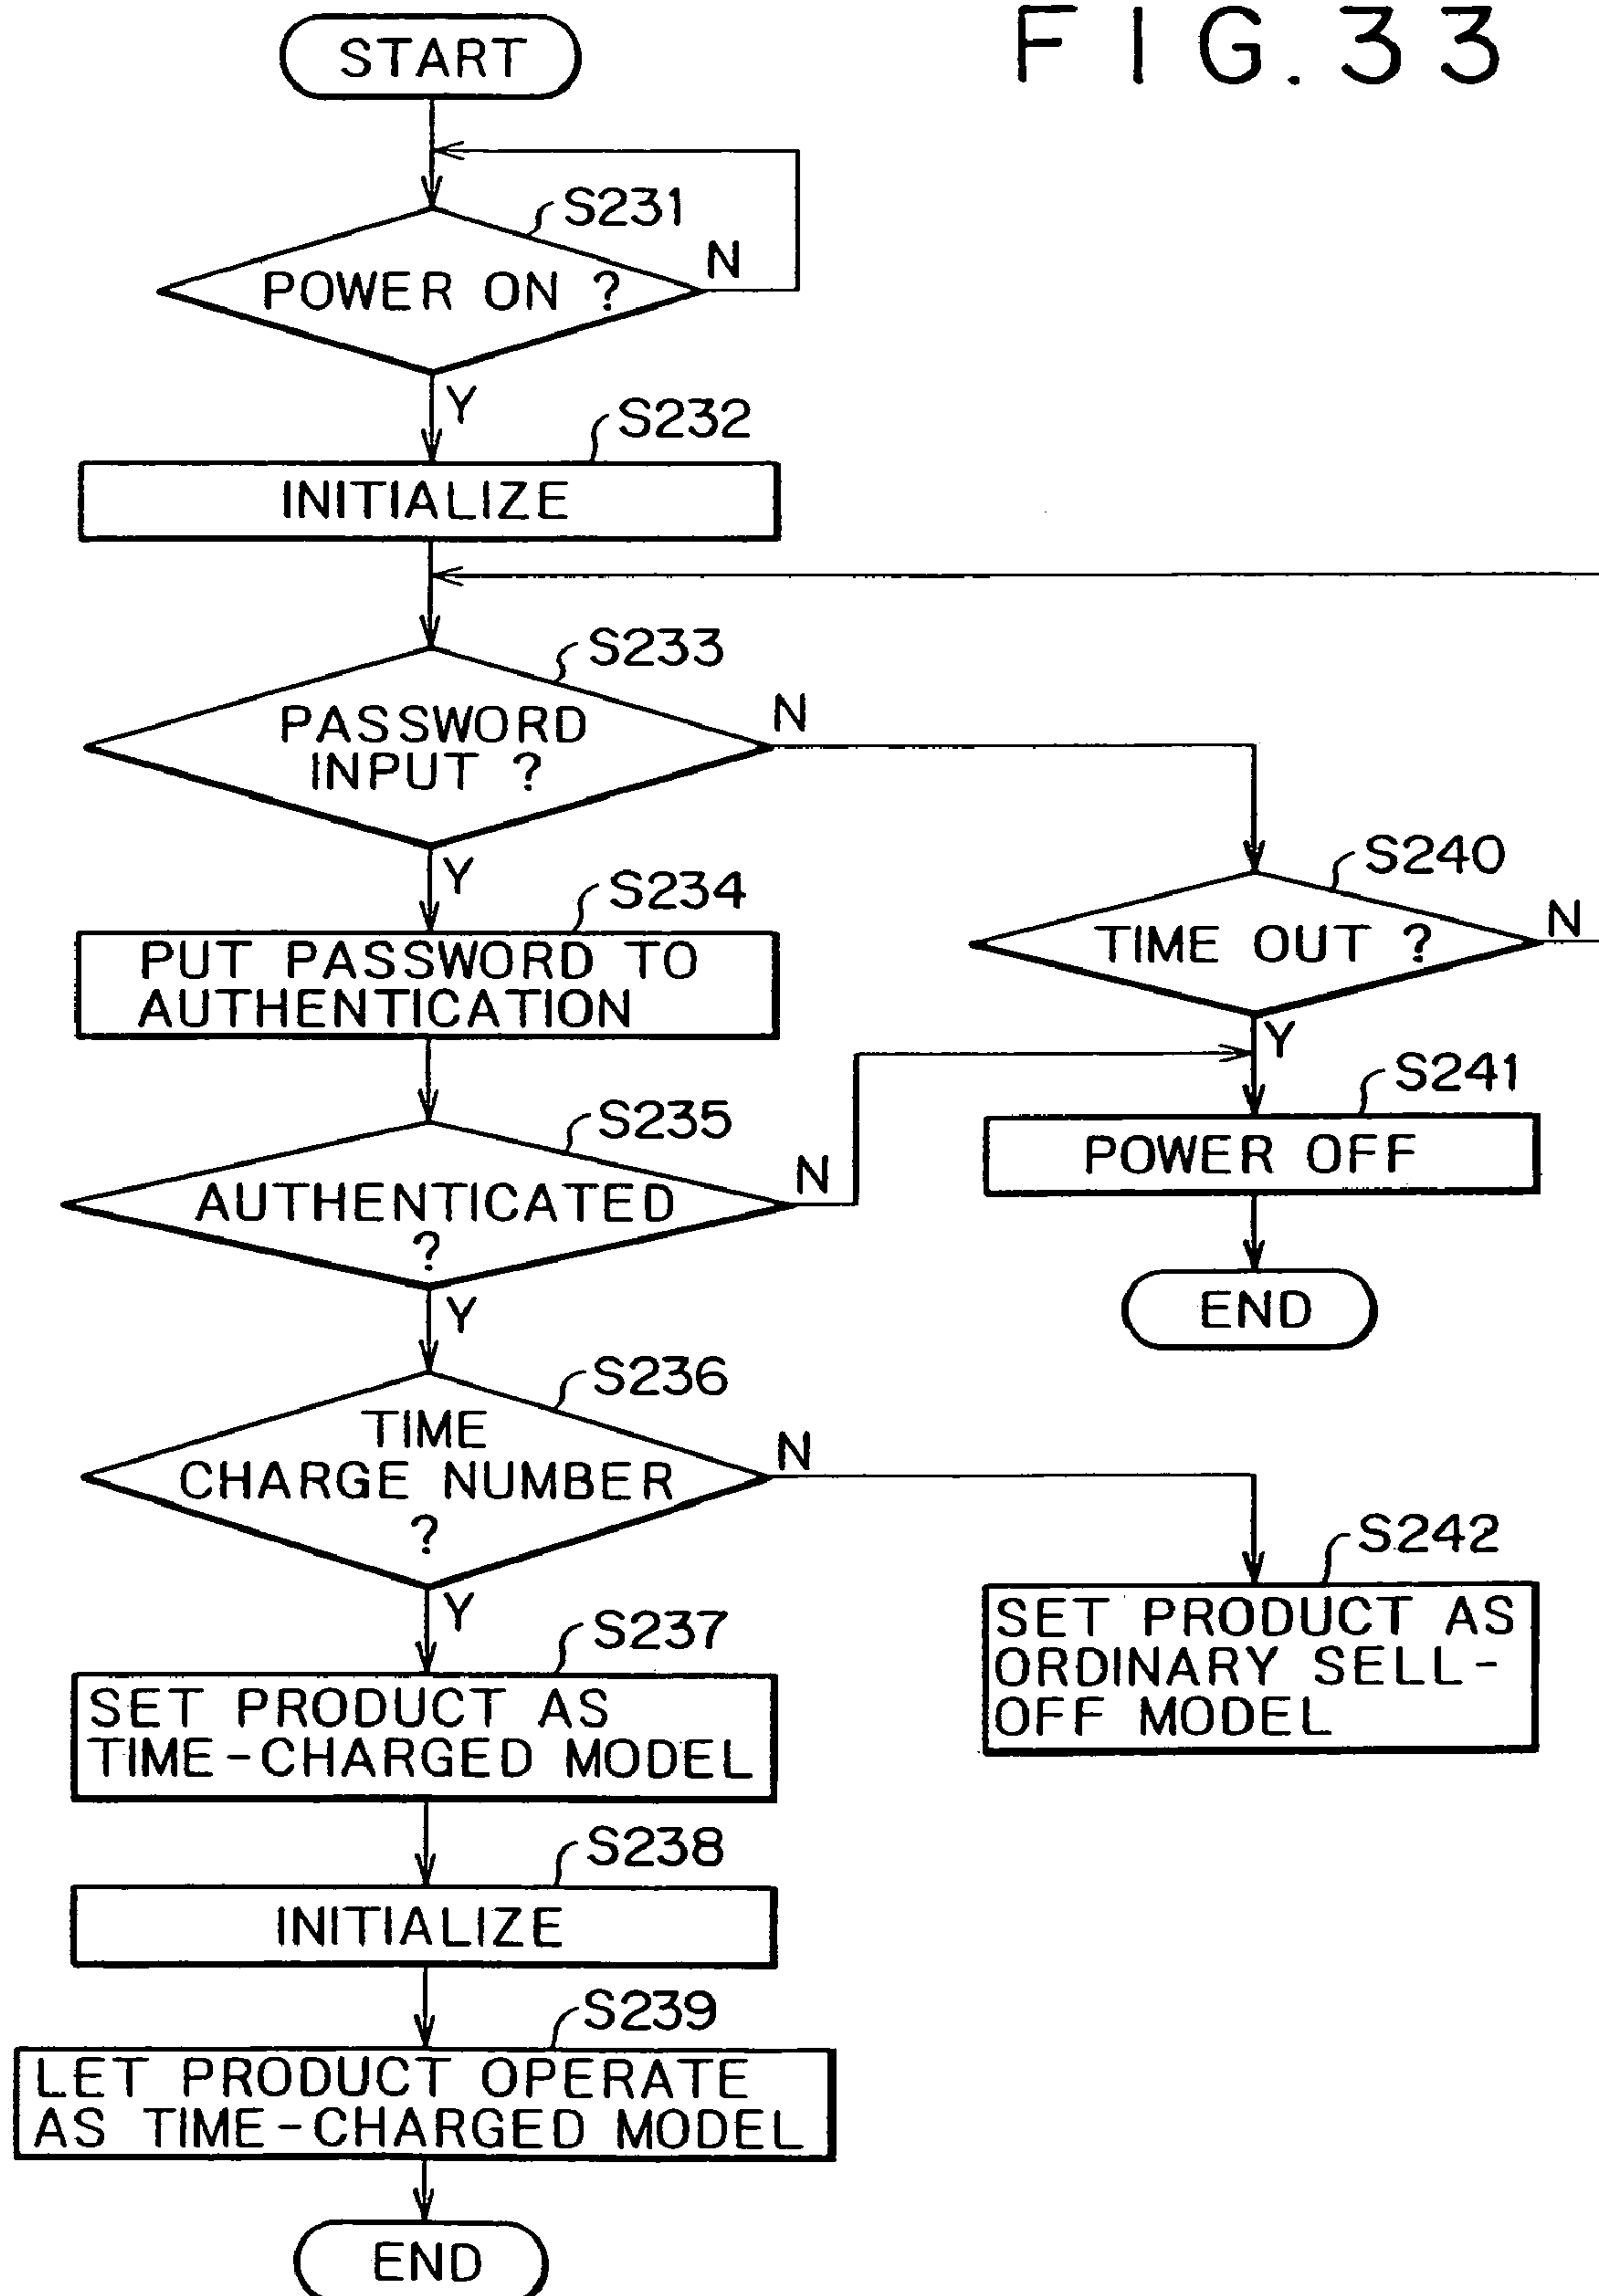 FIG.33
START
S231
POWER ON ?
N
Y
S232
INITIALIZE
S233
PASSWORD
INPUT ?
N
Y
S234
PUT PASSWORD TO
AUTHENTICATION
S235
AUTHENTICATED
?
N
Y
S236
TIME
CHARGE NUMBER
?
N
Y
S237
SET PRODUCT AS
TIME-CHARGED MODEL
S238
INITIALIZE
S239
LET PRODUCT OPERATE
AS TIME-CHARGED MODEL
END
S240
TIME OUT ?
N
Y
S241
POWER OFF
END
S242
SET PRODUCT AS
ORDINARY SELL-
OFF MODEL